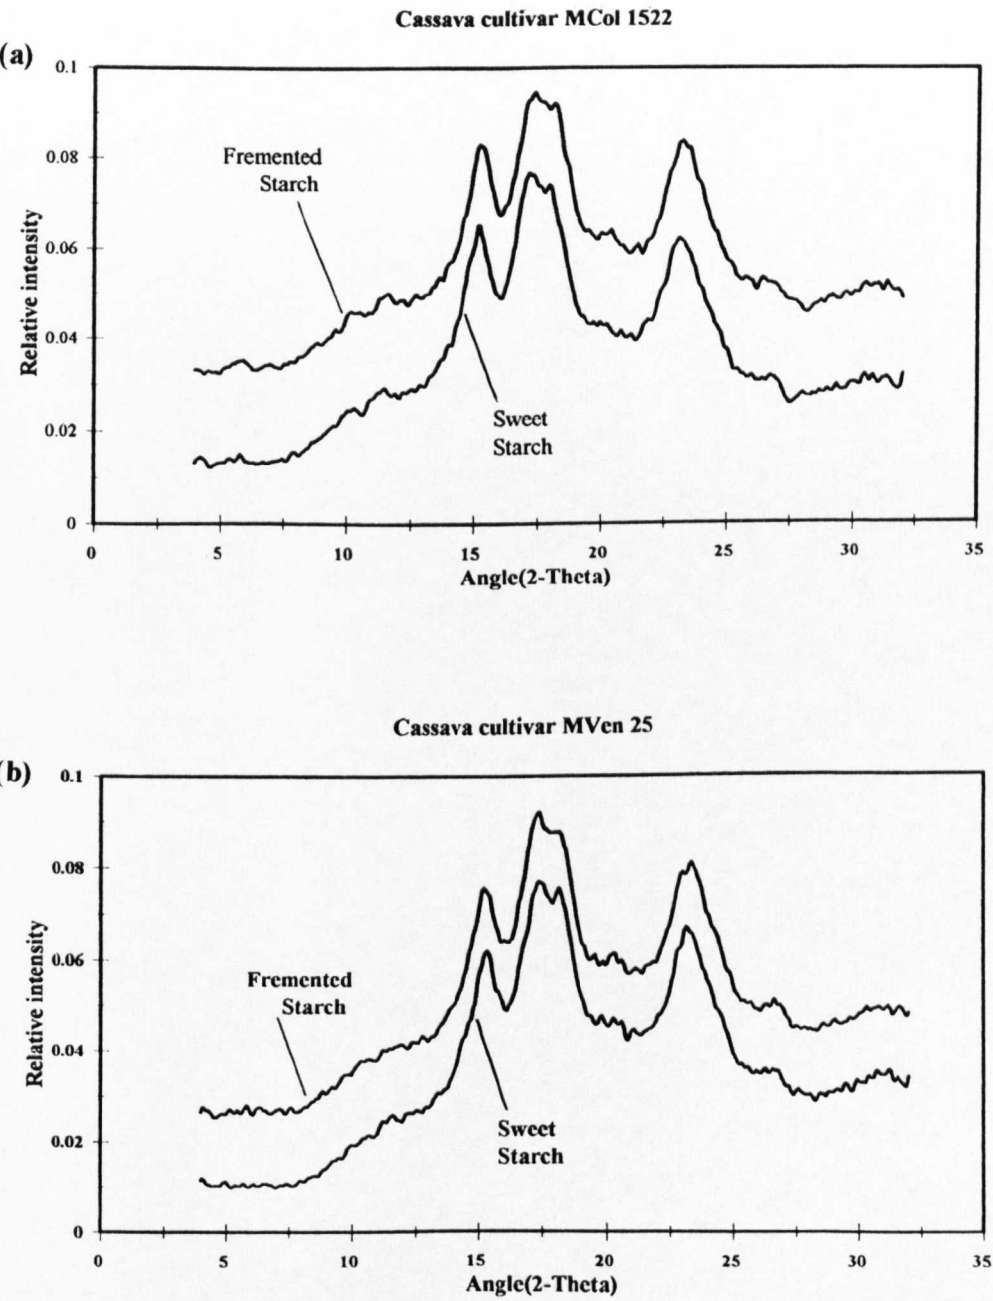 Cassava cultivar MCol 1522
(a)
0.1
0.08
0.06
0.04
0.02
0
Relative intensity
Fremented
Starch
Sweet
Starch
0
5
10
15
20
25
30
35
Angle(2-Theta)
Cassava cultivar MVen 25
(b)
0.1
0.08
0.06
0.04
0.02
0
Relative intensity
Fremented
Starch
Sweet
Starch
0
5
10
15
20
25
30
35
Angle(2-Theta)